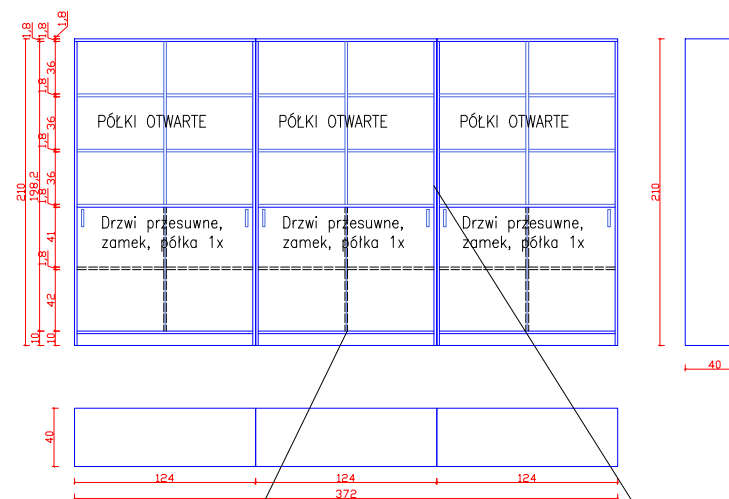 1,8
1,8
1,8
36
1,8
36
1,8
36
1,8
41
1,8
42
10
10
198,2
210
PÓŁKI OTWARTE
PÓŁKI OTWARTE
PÓŁKI OTWARTE
Drzwi przesuwne,
zamek, półka 1x
Drzwi przesuwne,
zamek, półka 1x
Drzwi przesuwne,
zamek, półka 1x
210
40
40
124
124
124
372